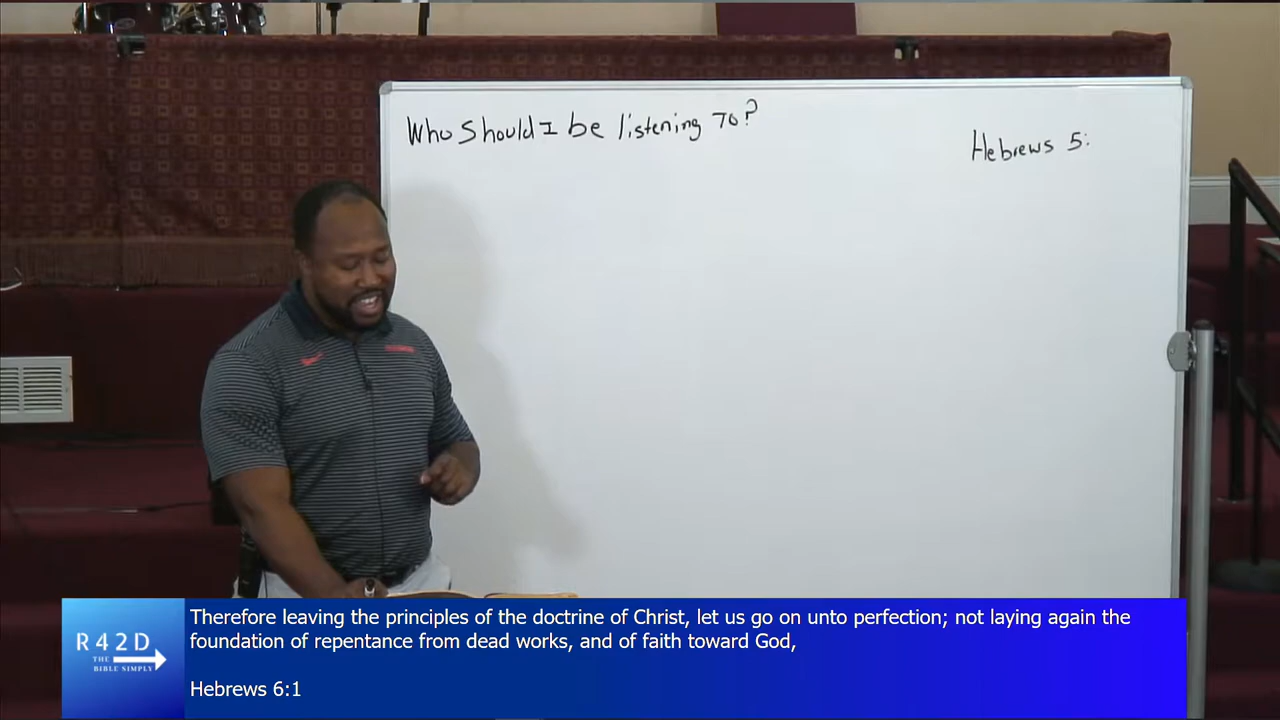 Who Should I be listening To?
Hebrews 5:
Therefore leaving the principles of the doctrine of Christ, let us go on unto perfection; not laying again the
foundation of repentance from dead works, and of faith toward God,
Hebrews 6:1
R42D
THE
BIBLE SIMPLY